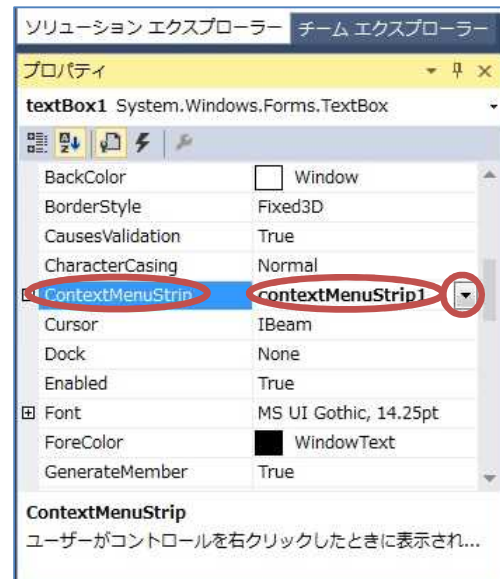 ソリューション エクスプローラー チーム エクスプローラー
プロパティ
textBox1 System.Windows.Forms.TextBox
BackColor Window
BorderStyle Fixed3D
CausesValidation True
CharacterCasing Normal
ContextMenuStrip contextMenuStrip1
Cursor IBeam
Dock None
Enabled True
Font MS UI Gothic, 14.25pt
ForeColor WindowText
GenerateMember True
ContextMenuStrip
ユーザーがコントロールを右クリックしたときに表示され...